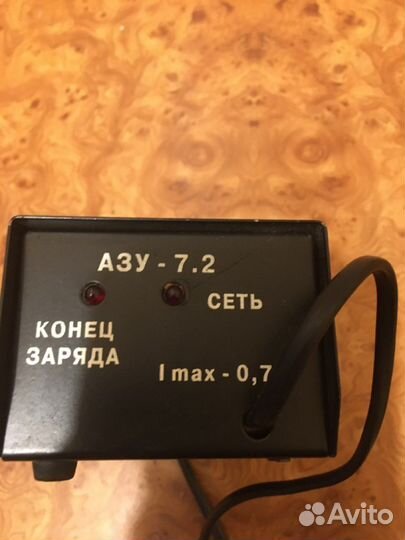 АЗУ - 7.2
СЕТЬ
КОНЕЦ
ЗАРЯДА
I max - 0,7
Avito